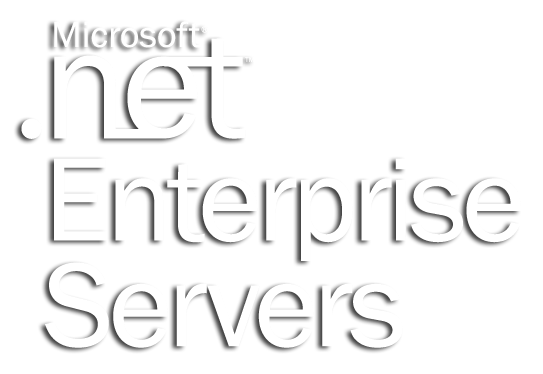 Microsoft®
.net™
Enterprise
Servers